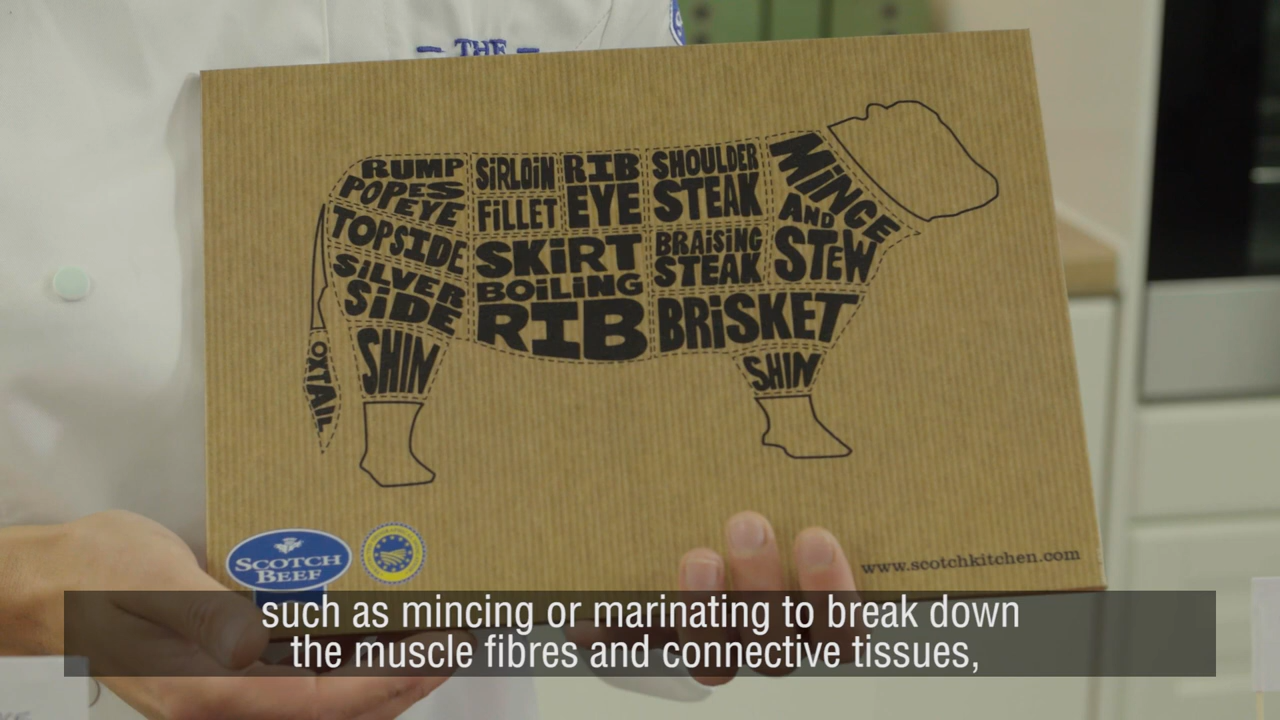 THE
RUMP
POPES
EYE
TOPSIDE
SILVER
SIDE
SHIN
OXTAIL
SIRLOIN
FILLET
RIB
EYE
SHOULDER
STEAK
MINCE
AND
STEW
SKIRT
BOILING
RIB
BRAISING
STEAK
BRISKET
SHIN
SCOTCH
BEEF
www.scotchkitchen.com
such as mincing or marinating to break down
the muscle fibres and connective tissues,